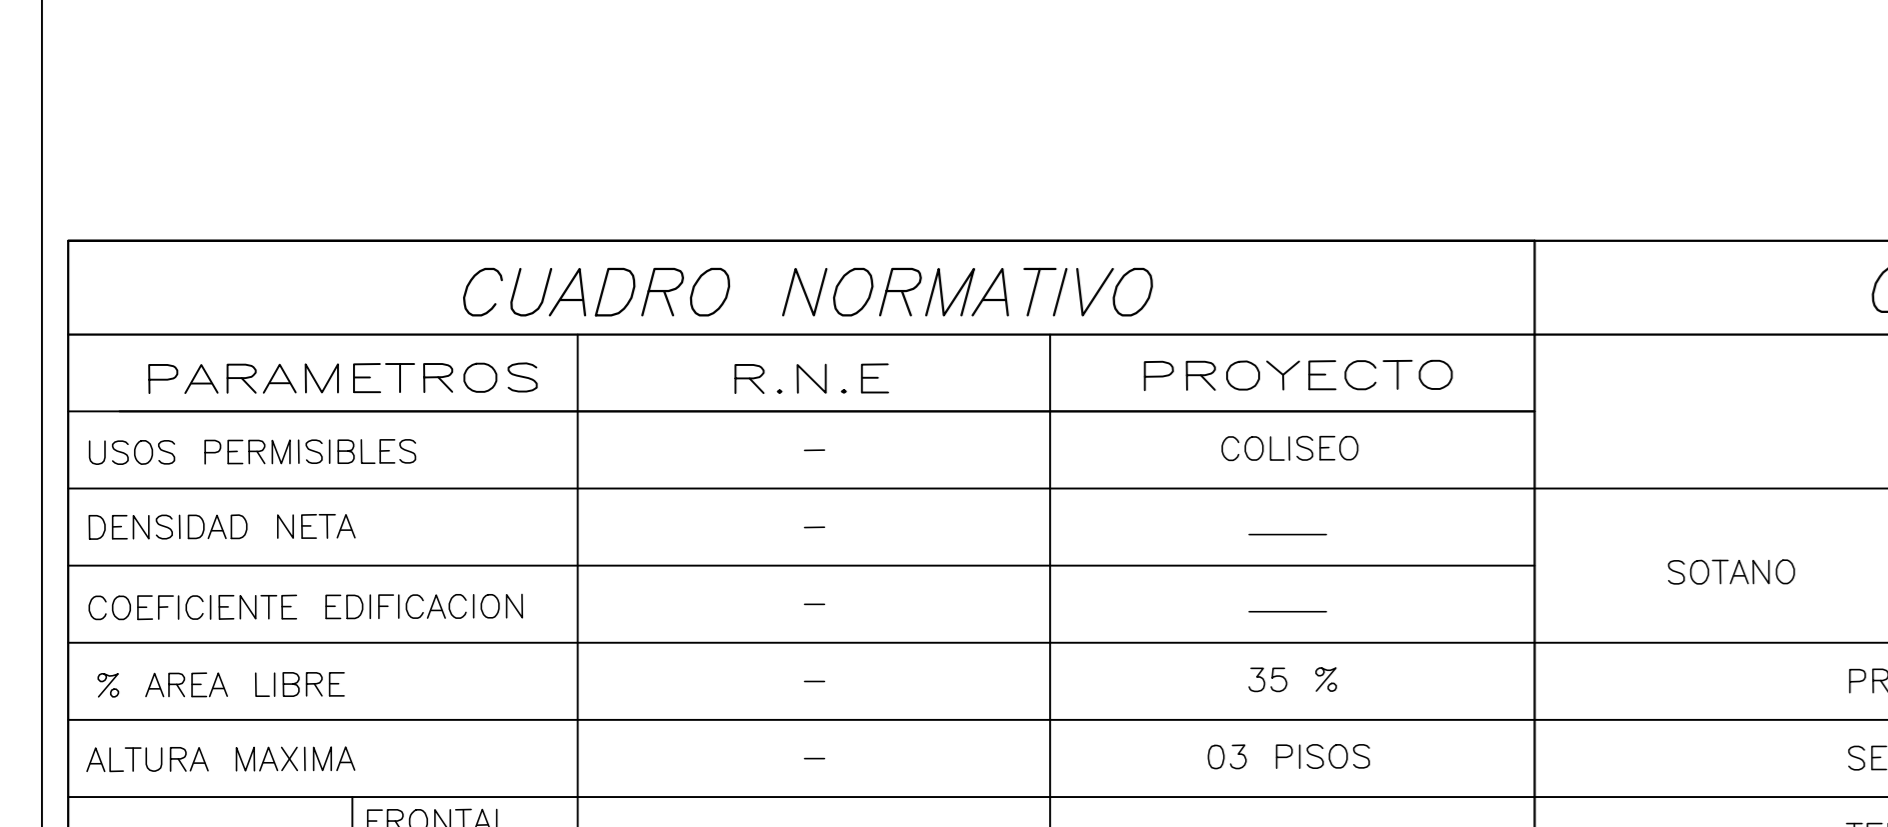 CUADRO NORMATIVO
PARAMETROS R.N.E PROYECTO
USOS PERMISIBLES – COLISEO
DENSIDAD NETA – ——
COEFICIENTE EDIFICACION – ——
SOTANO
% AREA LIBRE – 35 %
ALTURA MAXIMA – 03 PISOS
FRONTAL